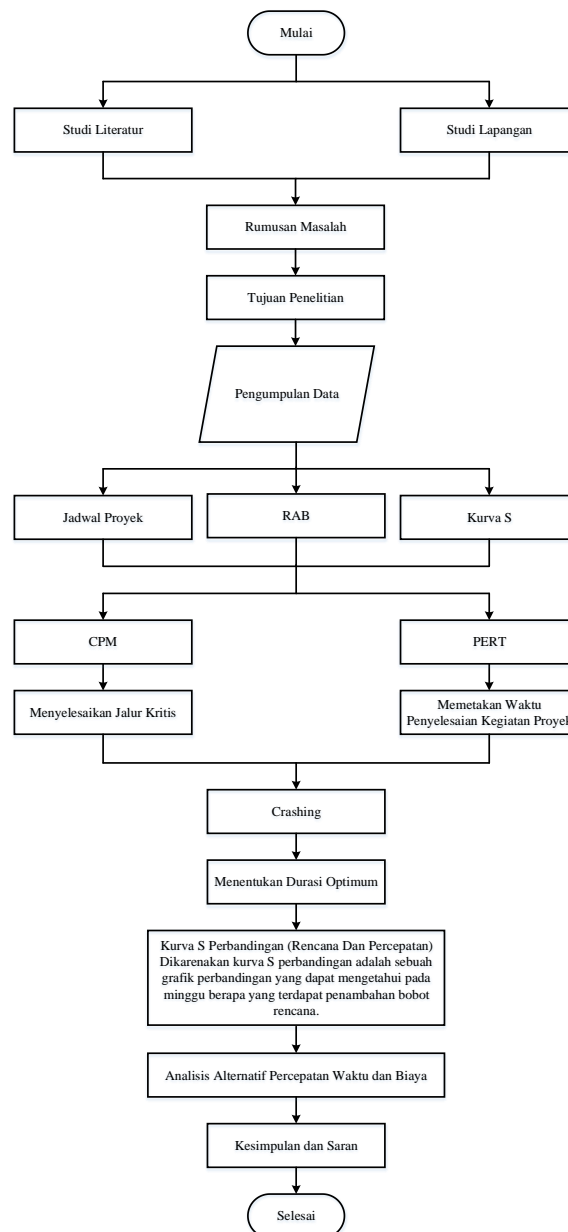 Mulai
Studi Literatur
Studi Lapangan
Rumusan Masalah
Tujuan Penelitian
Pengumpulan Data
Jadwal Proyek
RAB
Kurva S
CPM
PERT
Menyelesaikan Jalur Kritis
Memetakan Waktu
Penyelesaian Kegiatan Proyek
Crashing
Menentukan Durasi Optimum
Kurva S Perbandingan (Rencana Dan Percepatan)
Dikarenakan kurva S perbandingan adalah sebuah
grafik perbandingan yang dapat mengetahui pada
minggu berapa yang terdapat penambahan bobot
rencana.
Analisis Alternatif Percepatan Waktu dan Biaya
Kesimpulan dan Saran
Selesai